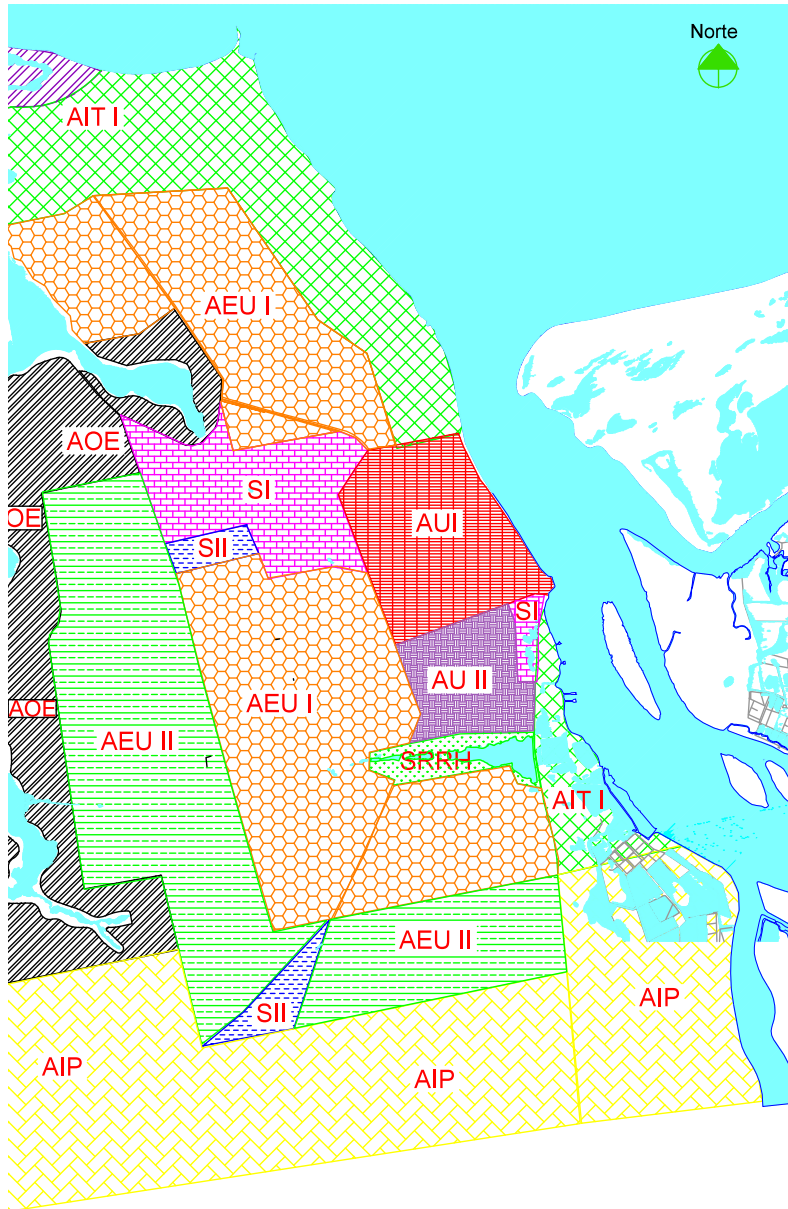 Norte
AIT I
AEU I
AOE
SI
OE
AUI
SII
SI
AU II
AEU I
AOE
AEU II
SRRH
AIT I
AEU II
AIP
SII
AIP
AIP